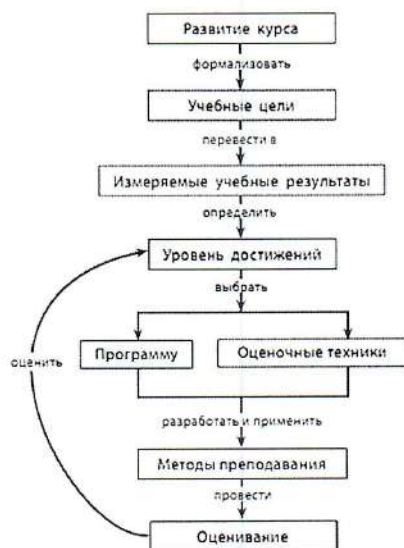 Развитие курса
формализовать
Учебные цели
перевести в
Измеряемые учебные результаты
определить
Уровень достижений
выбрать
Программу
Оценочные техники
оценить
разработать и применить
Методы преподавания
провести
Оценивание